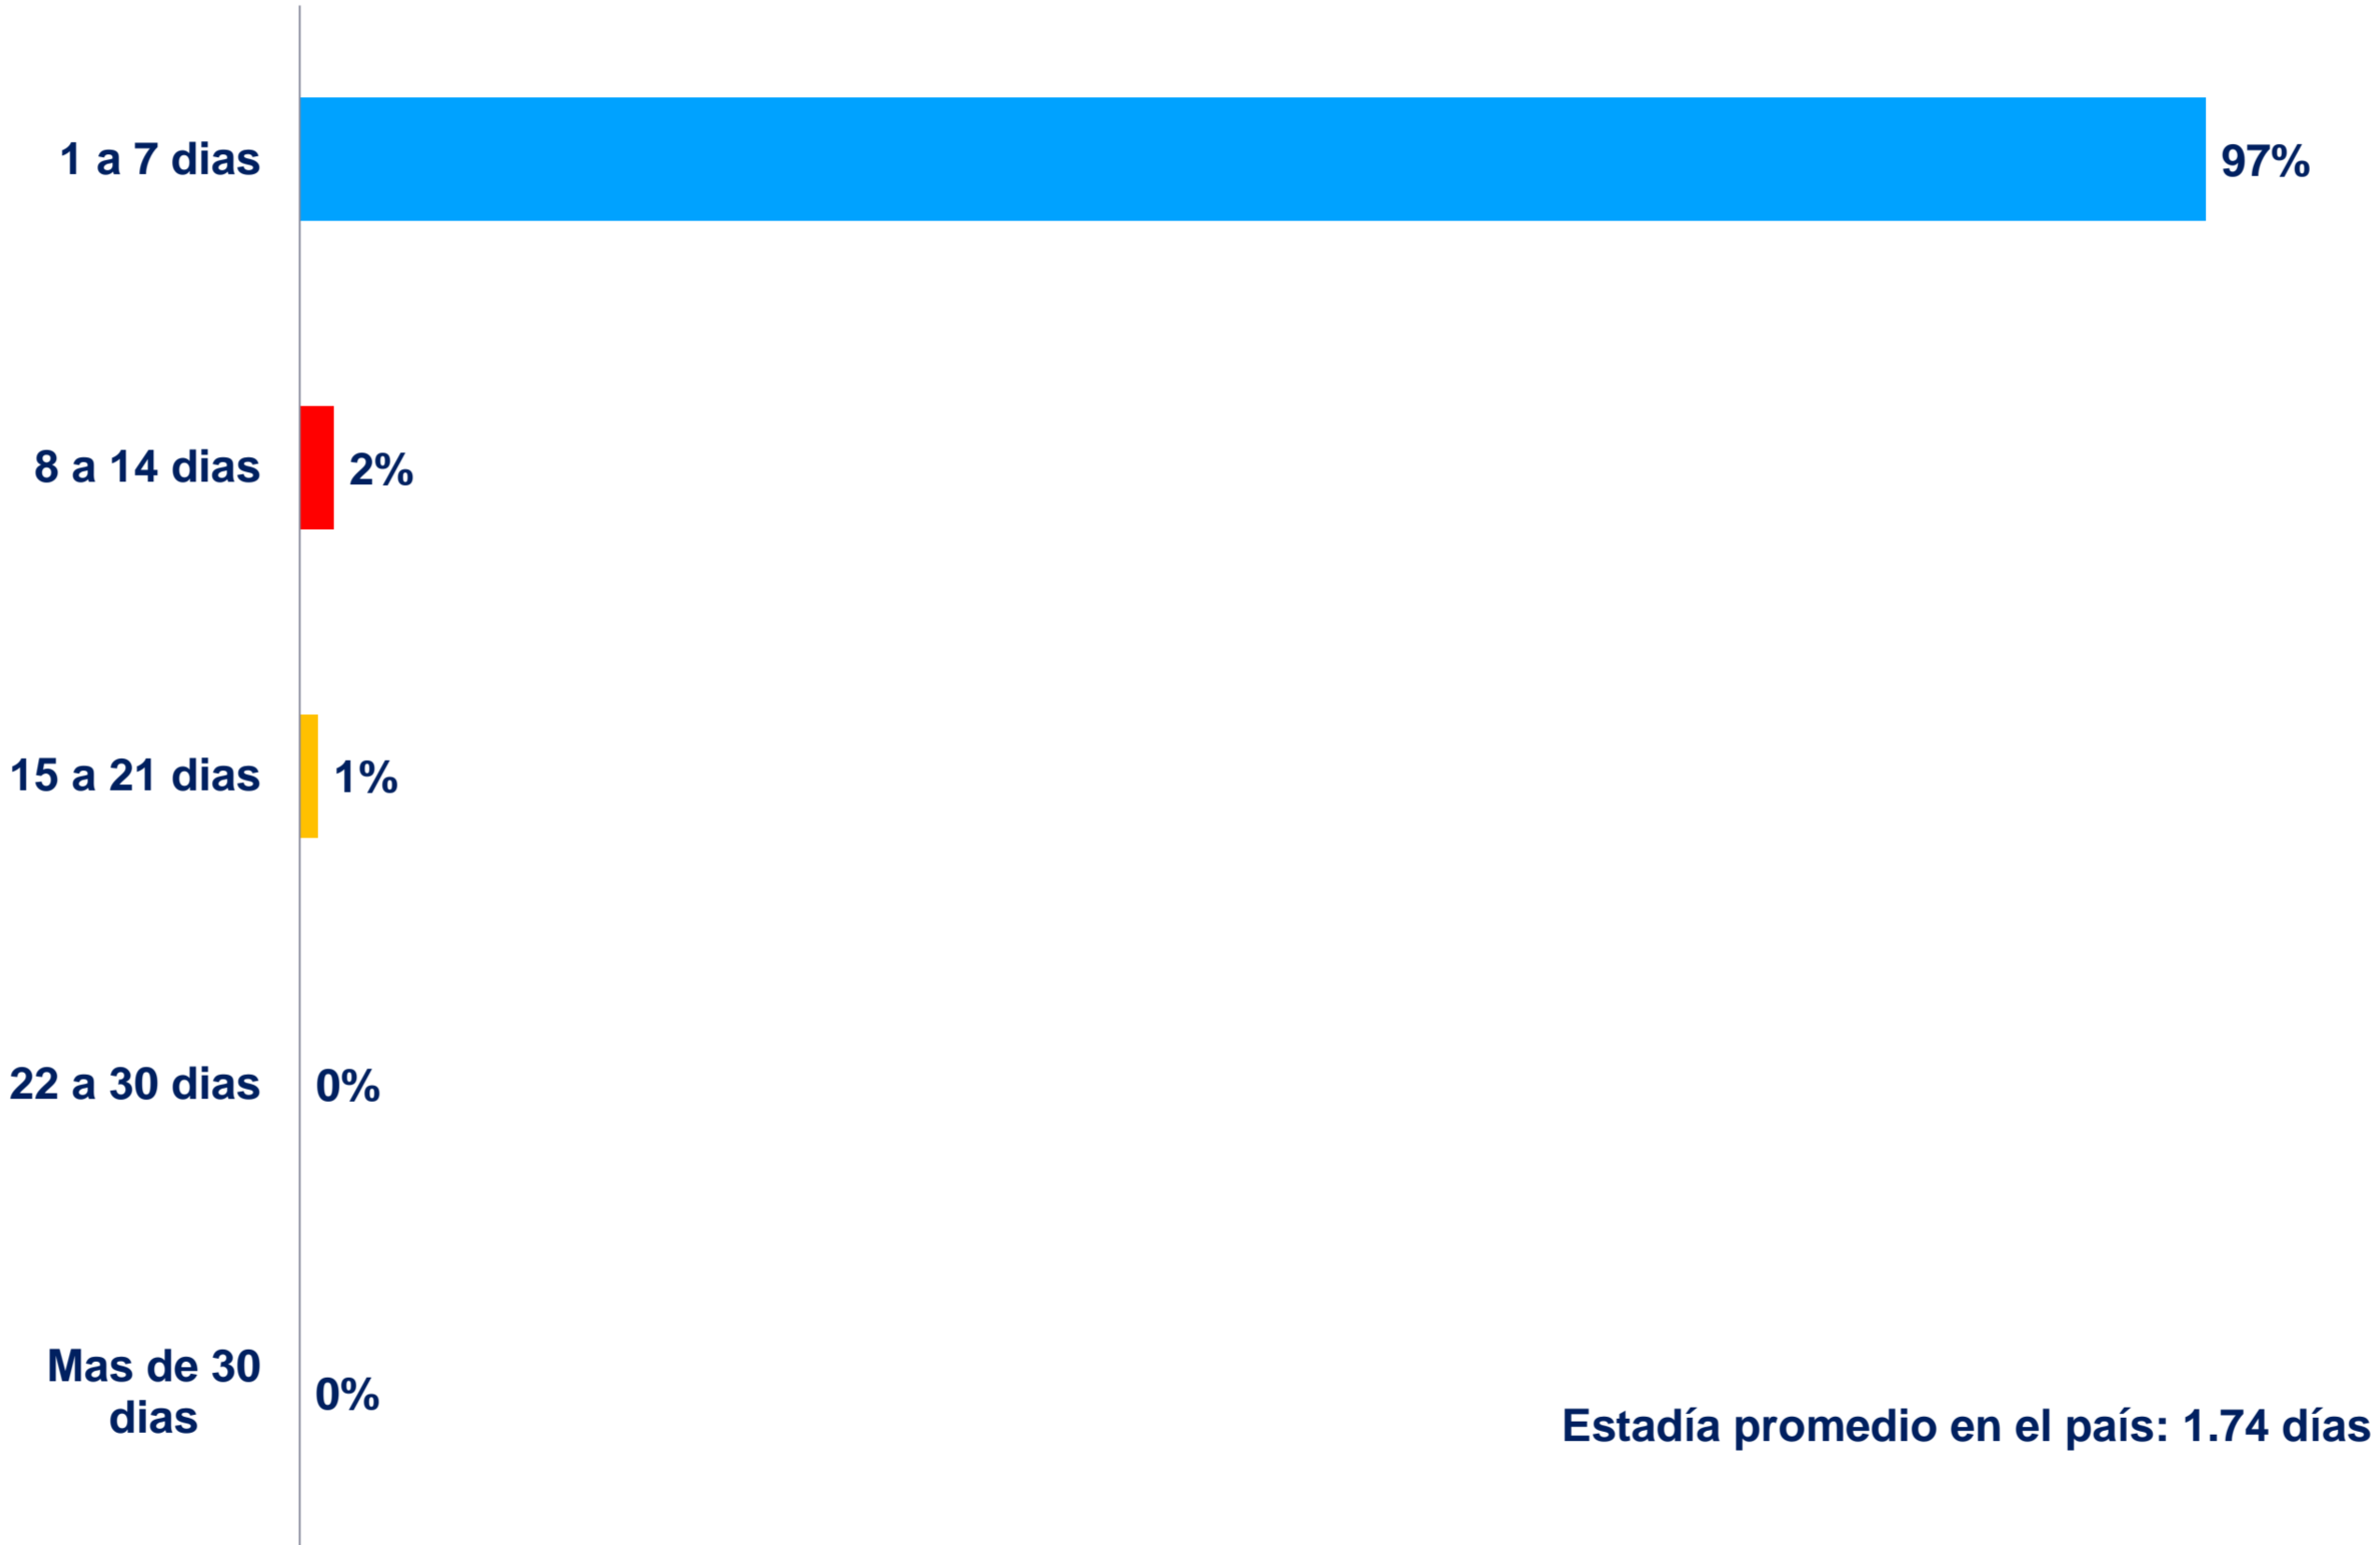 1 a 7 dias
97%
8 a 14 dias
2%
15 a 21 dias
1%
22 a 30 dias
0%
Mas de 30
dias
0%
Estadía promedio en el país: 1.74 días